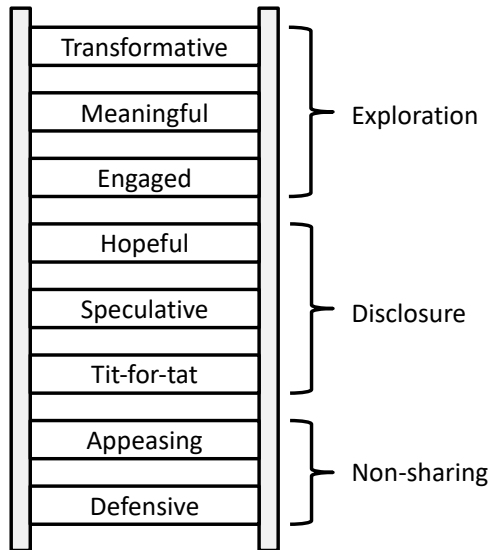 Transformative
Meaningful
Engaged
Exploration
Hopeful
Speculative
Tit-for-tat
Disclosure
Appeasing
Defensive
Non-sharing